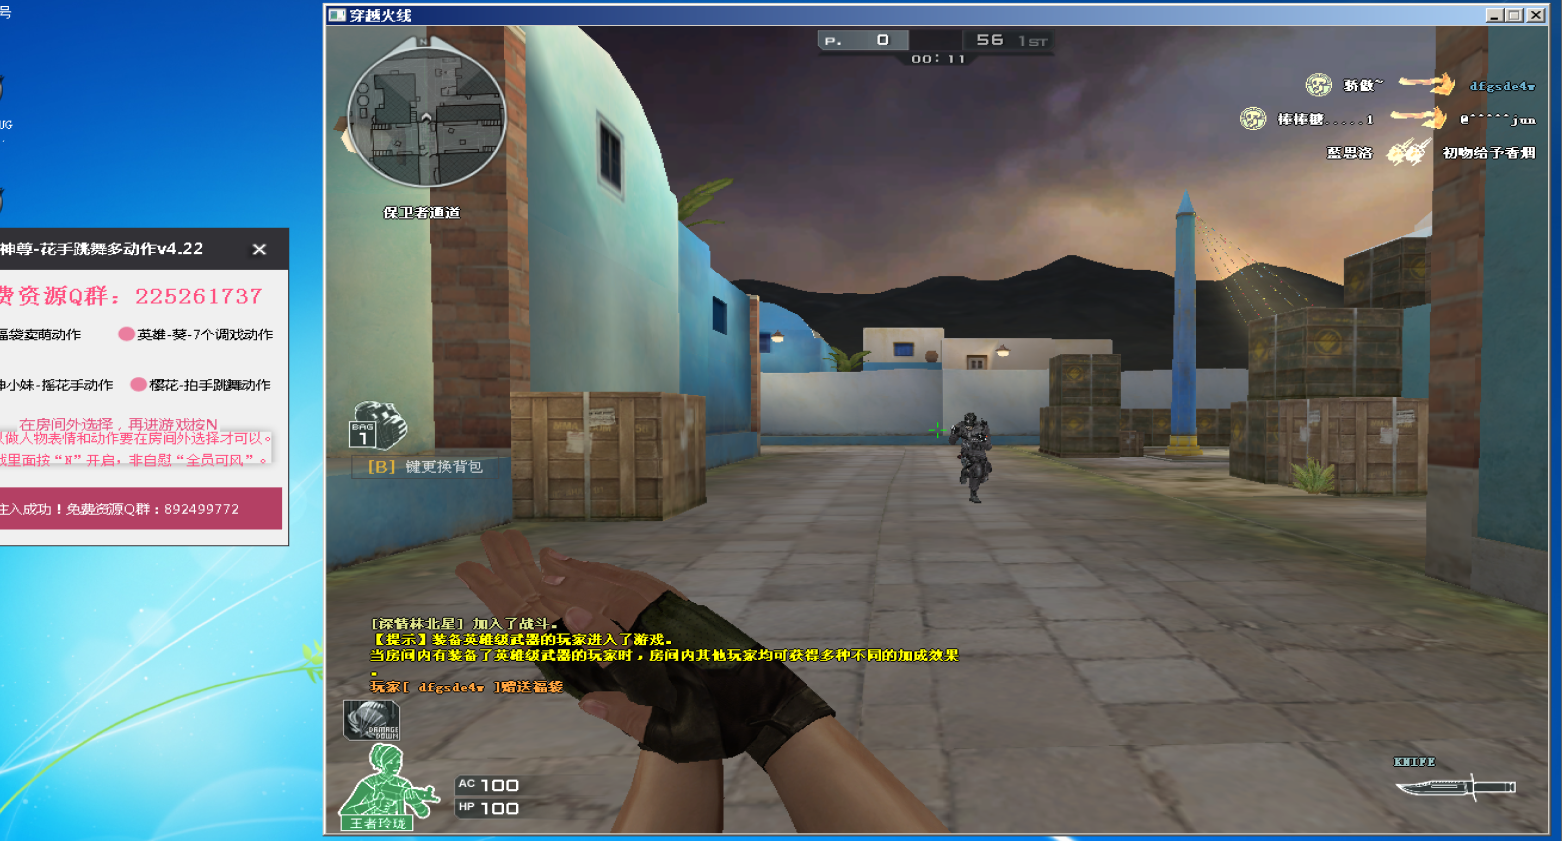 号
UG
神尊-花手跳舞多动作v4.22
费资源Q群：225261737
福袋卖萌动作
英雄-葵-7个调戏动作
神小妹-摇花手动作
樱花-拍手跳舞动作
在房间外选择，再进游戏按N
以做人物表情和动作要在房间外选择才可以。
戏里面按“N”开启，非自慰“全员可风”。
注入成功！免费资源Q群：892499772
穿越火线
P. 0 56 1ST
00:11
N
骄傲~ dfgsde4w
棒棒糖.....1 @^^^^^jun
蓝思洛 初吻给予香烟
保卫者通道
BAG
1
[B] 键更换背包
[深情林北星] 加入了战斗。
【提示】装备英雄级武器的玩家进入了游戏。
当房间内有装备了英雄级武器的玩家时，房间内其他玩家均可获得多种不同的加成效果
。
玩家[ dfgsde4w ]赠送福袋
DAMAGE
DOWN
AC 100
HP 100
王者玲珑
KNIFE